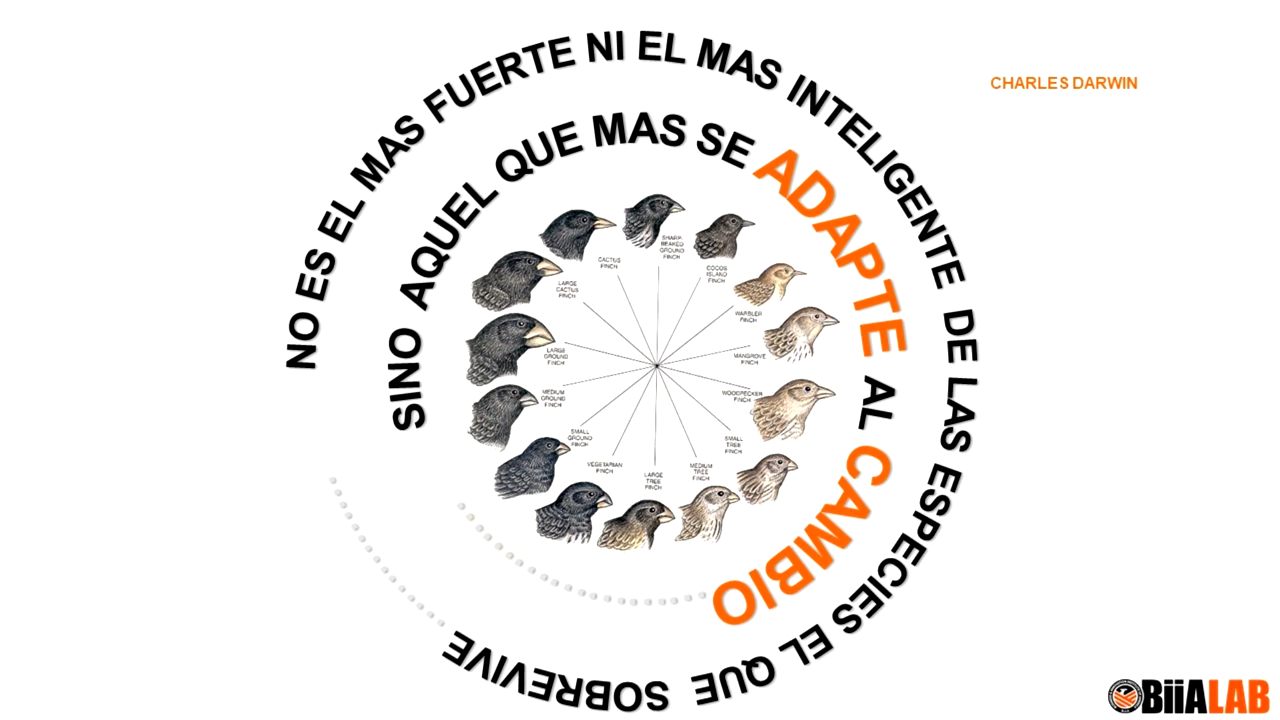 NO ES EL MAS FUERTE NI EL MAS INTELIGENTE DE LAS ESPECIES EL QUE SOBREVIVE
SINO AQUEL QUE MAS SE ADAPTE AL CAMBIO
CHARLES DARWIN
SHARP-
BEAKED
GROUND
FINCH
COCOS
ISLAND
FINCH
WARBLER
FINCH
MANGROVE
FINCH
WOODPECKER
FINCH
SMALL
TREE
FINCH
MEDIUM
TREE
FINCH
LARGE
TREE
FINCH
VEGETARIAN
FINCH
SMALL
GROUND
FINCH
MEDIUM
GROUND
FINCH
LARGE
GROUND
FINCH
LARGE
CACTUS
FINCH
CACTUS
FINCH
BiiALAB